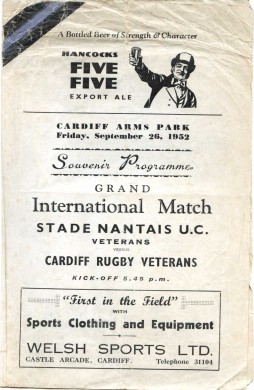 A Bottled Beer of Strength & Character
HANCOCKS
FIVE
FIVE
EXPORT ALE
CARDIFF ARMS PARK
Friday, September 26, 1952
Souvenir Programme
GRAND
International Match
STADE NANTAIS U.C.
VETERANS
versus
CARDIFF RUGBY VETERANS
KICK-OFF 5.45 p.m.
"First in the Field"
WITH
Sports Clothing and Equipment
WELSH SPORTS LTD.
CASTLE ARCADE, CARDIFF. Telephone 31104